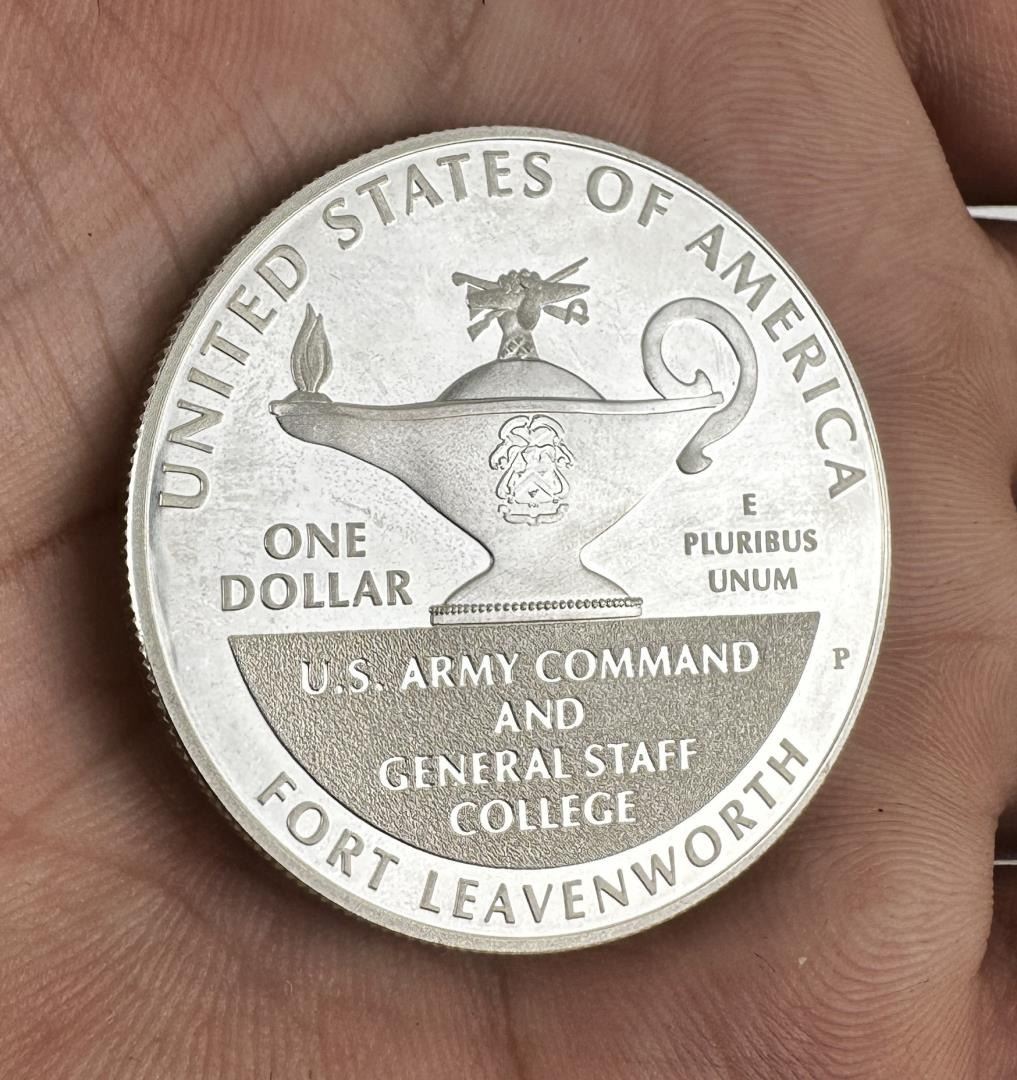 UNITED STATES OF AMERICA
ONE
DOLLAR
E
PLURIBUS
UNUM
P
U.S. ARMY COMMAND
AND
GENERAL STAFF
COLLEGE
FORT LEAVENWORTH